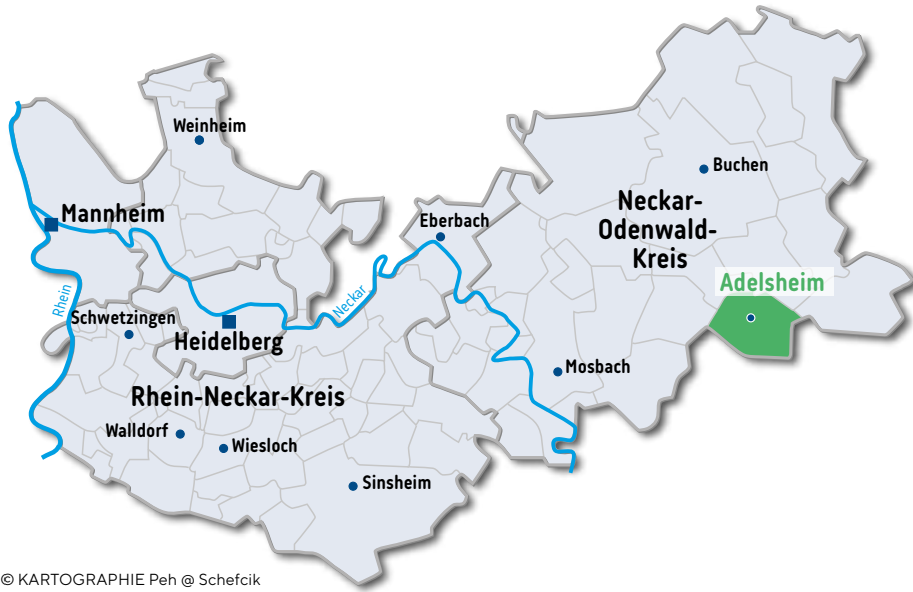 Weinheim
Buchen
Mannheim
Neckar-
Odenwald-
Kreis
Eberbach
Adelsheim
Rhein
Neckar
Schwetzingen
Heidelberg
Mosbach
Rhein-Neckar-Kreis
Walldorf
Wiesloch
Sinsheim
© KARTOGRAPHIE Peh @ Schefcik